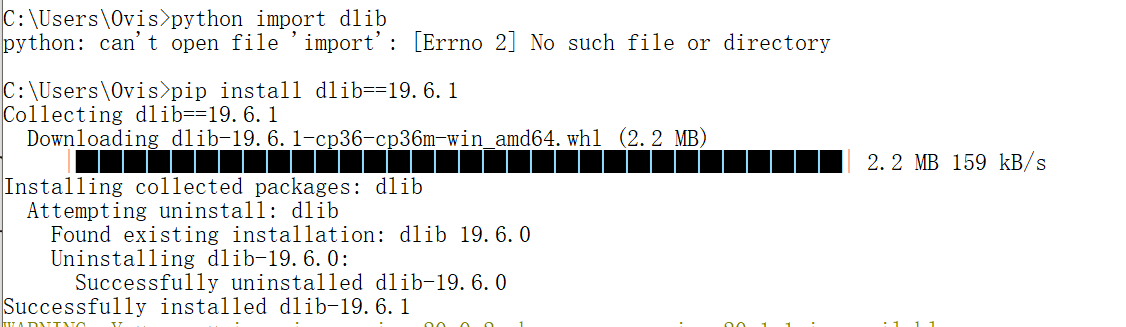 C:\Users\Ovis>python import dlib
python: can't open file 'import': [Errno 2] No such file or directory
C:\Users\Ovis>pip install dlib==19.6.1
Collecting dlib==19.6.1
Downloading dlib-19.6.1-cp36-cp36m-win_amd64.whl (2.2 MB)
2.2 MB 159 kB/s
Installing collected packages: dlib
Attempting uninstall: dlib
Found existing installation: dlib 19.6.0
Uninstalling dlib-19.6.0:
Successfully uninstalled dlib-19.6.0
Successfully installed dlib-19.6.1